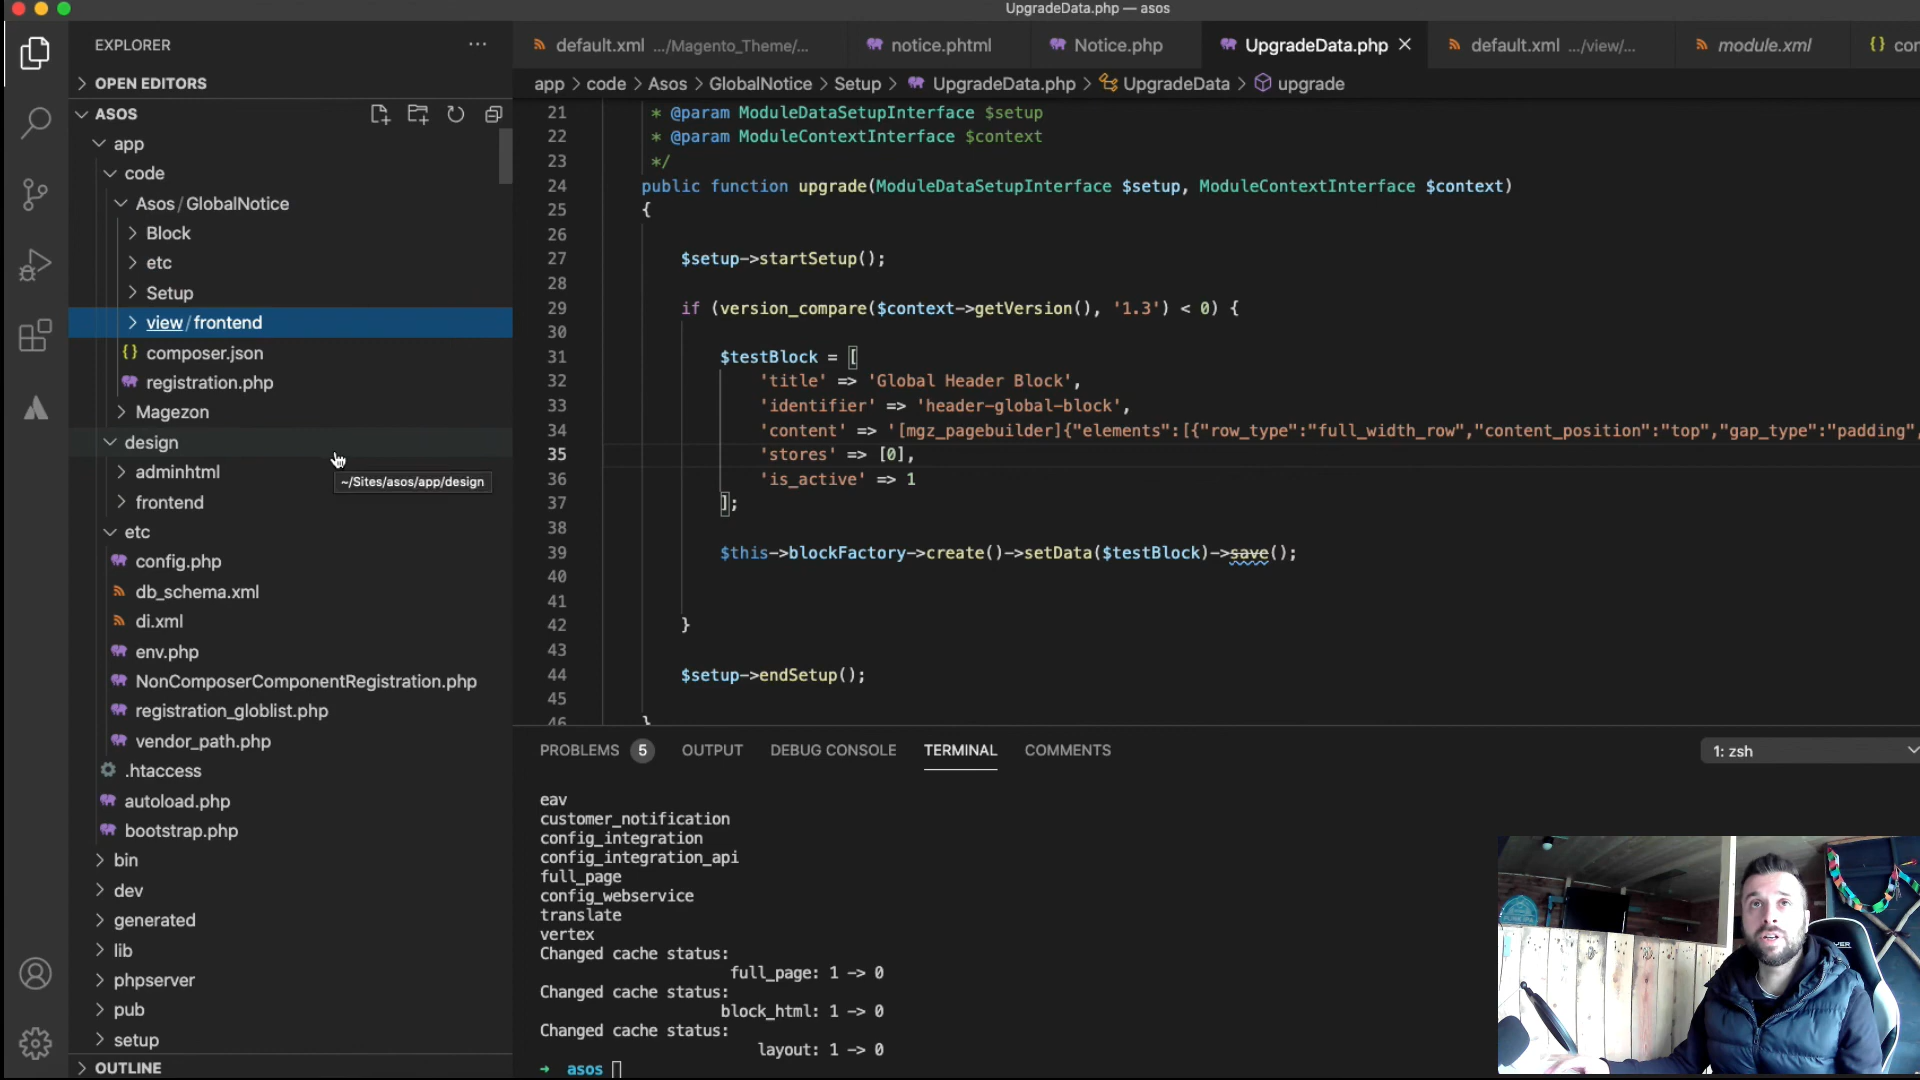 UpgradeData.php — asos
EXPLORER
OPEN EDITORS
ASOS
app
code
Asos / GlobalNotice
Block
etc
Setup
view / frontend
composer.json
registration.php
Magezon
design
~/Sites/asos/app/design
adminhtml
frontend
etc
config.php
db_schema.xml
di.xml
env.php
NonComposerComponentRegistration.php
registration_globlist.php
vendor_path.php
.htaccess
autoload.php
bootstrap.php
bin
dev
generated
lib
phpserver
pub
setup
OUTLINE
default.xml .../Magento_Theme/... notice.phtml Notice.php UpgradeData.php default.xml .../view/... module.xml {} cor
app > code > Asos > GlobalNotice > Setup > UpgradeData.php > UpgradeData > upgrade
21 * @param ModuleDataSetupInterface $setup
22 * @param ModuleContextInterface $context
23 */
24 public function upgrade(ModuleDataSetupInterface $setup, ModuleContextInterface $context)
25 {
26
27 $setup->startSetup();
28
29 if (version_compare($context->getVersion(), '1.3') < 0) {
30
31 $testBlock = [
32 'title' => 'Global Header Block',
33 'identifier' => 'header-global-block',
34 'content' => '[mgz_pagebuilder]{"elements":[{"row_type":"full_width_row","content_position":"top","gap_type":"padding",
35 'stores' => [0],
36 'is_active' => 1
37 ];
38
39 $this->blockFactory->create()->setData($testBlock)->save();
40
41
42 }
43
44 $setup->endSetup();
45
46 }
PROBLEMS 5 OUTPUT DEBUG CONSOLE TERMINAL COMMENTS 1: zsh
eav
customer_notification
config_integration
config_integration_api
full_page
config_webservice
translate
vertex
Changed cache status:
full_page: 1 -> 0
Changed cache status:
block_html: 1 -> 0
Changed cache status:
layout: 1 -> 0
➜ asos